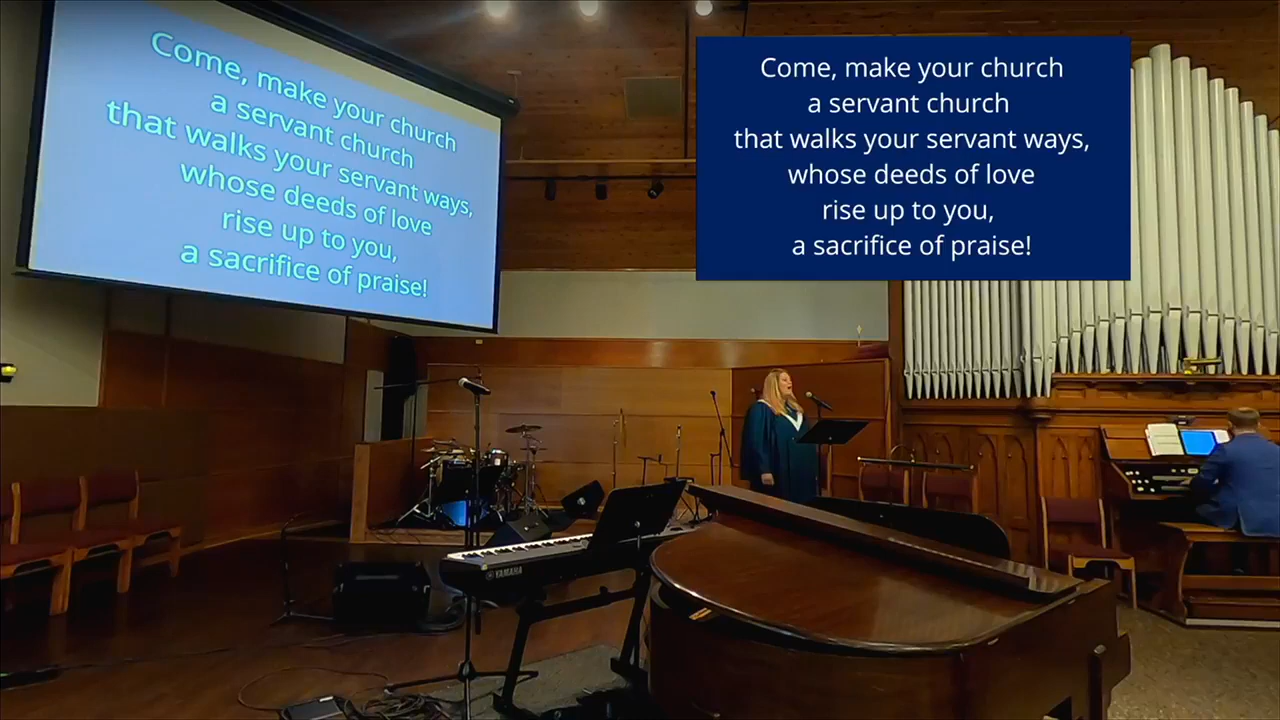 Come, make your church
a servant church
that walks your servant ways,
whose deeds of love
rise up to you,
a sacrifice of praise!
Come, make your church
a servant church
that walks your servant ways,
whose deeds of love
rise up to you,
a sacrifice of praise!
YAMAHA